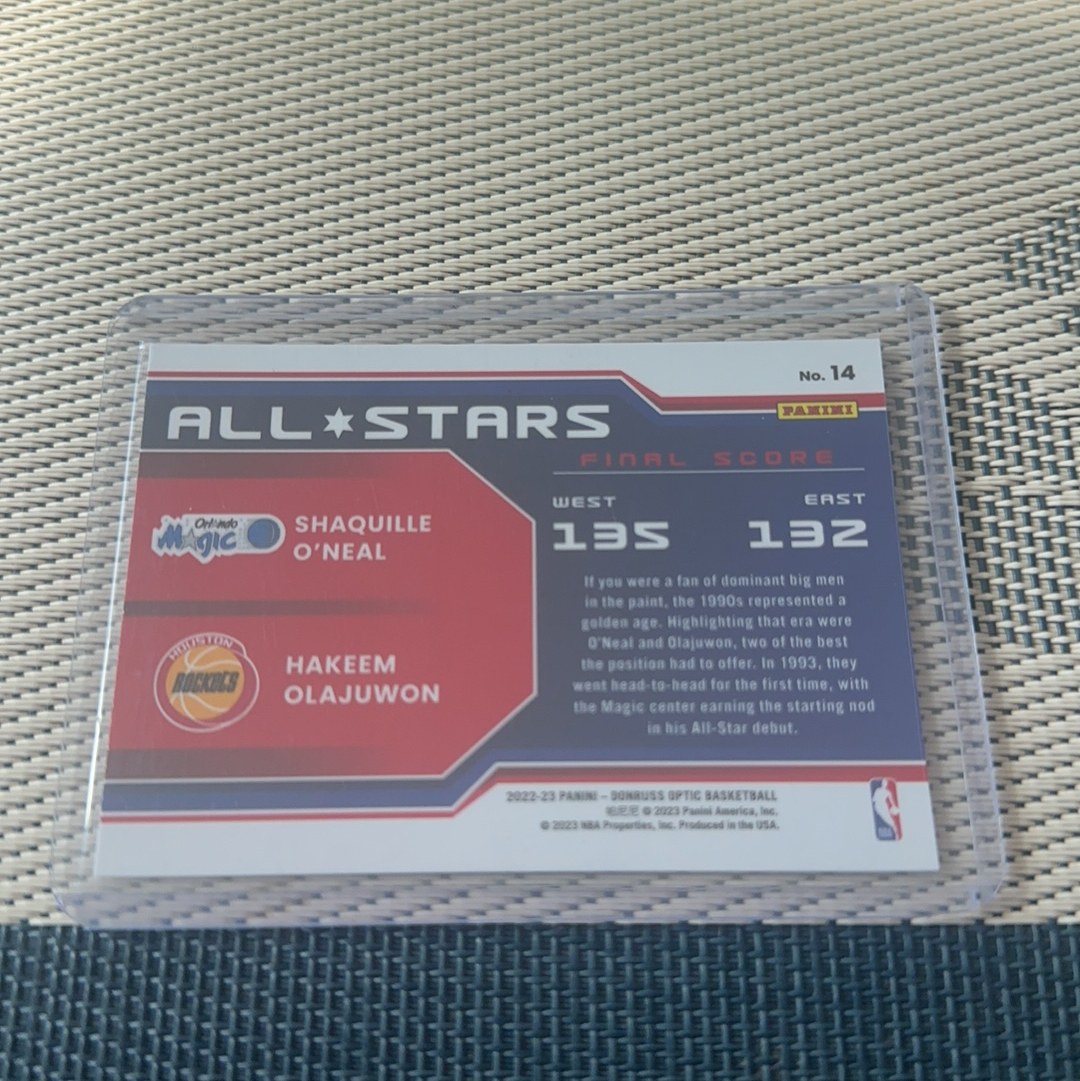 No. 14
PANINI
ALL★STARS
FINAL SCORE
WEST
EAST
135
132
Orlando
Magic
SHAQUILLE
O'NEAL
HOUSTON
ROCKETS
HAKEEM
OLAJUWON
If you were a fan of dominant big men
in the paint, the 1990s represented a
golden age. Highlighting that era were
O'Neal and Olajuwon, two of the best
the position had to offer. In 1993, they
went head-to-head for the first time, with
the Magic center earning the starting nod
in his All-Star debut.
2022-23 PANINI – DONRUSS OPTIC BASKETBALL
帕尼尼 © 2023 Panini America, Inc.
© 2023 NBA Properties, Inc. Produced in the USA.
NBA